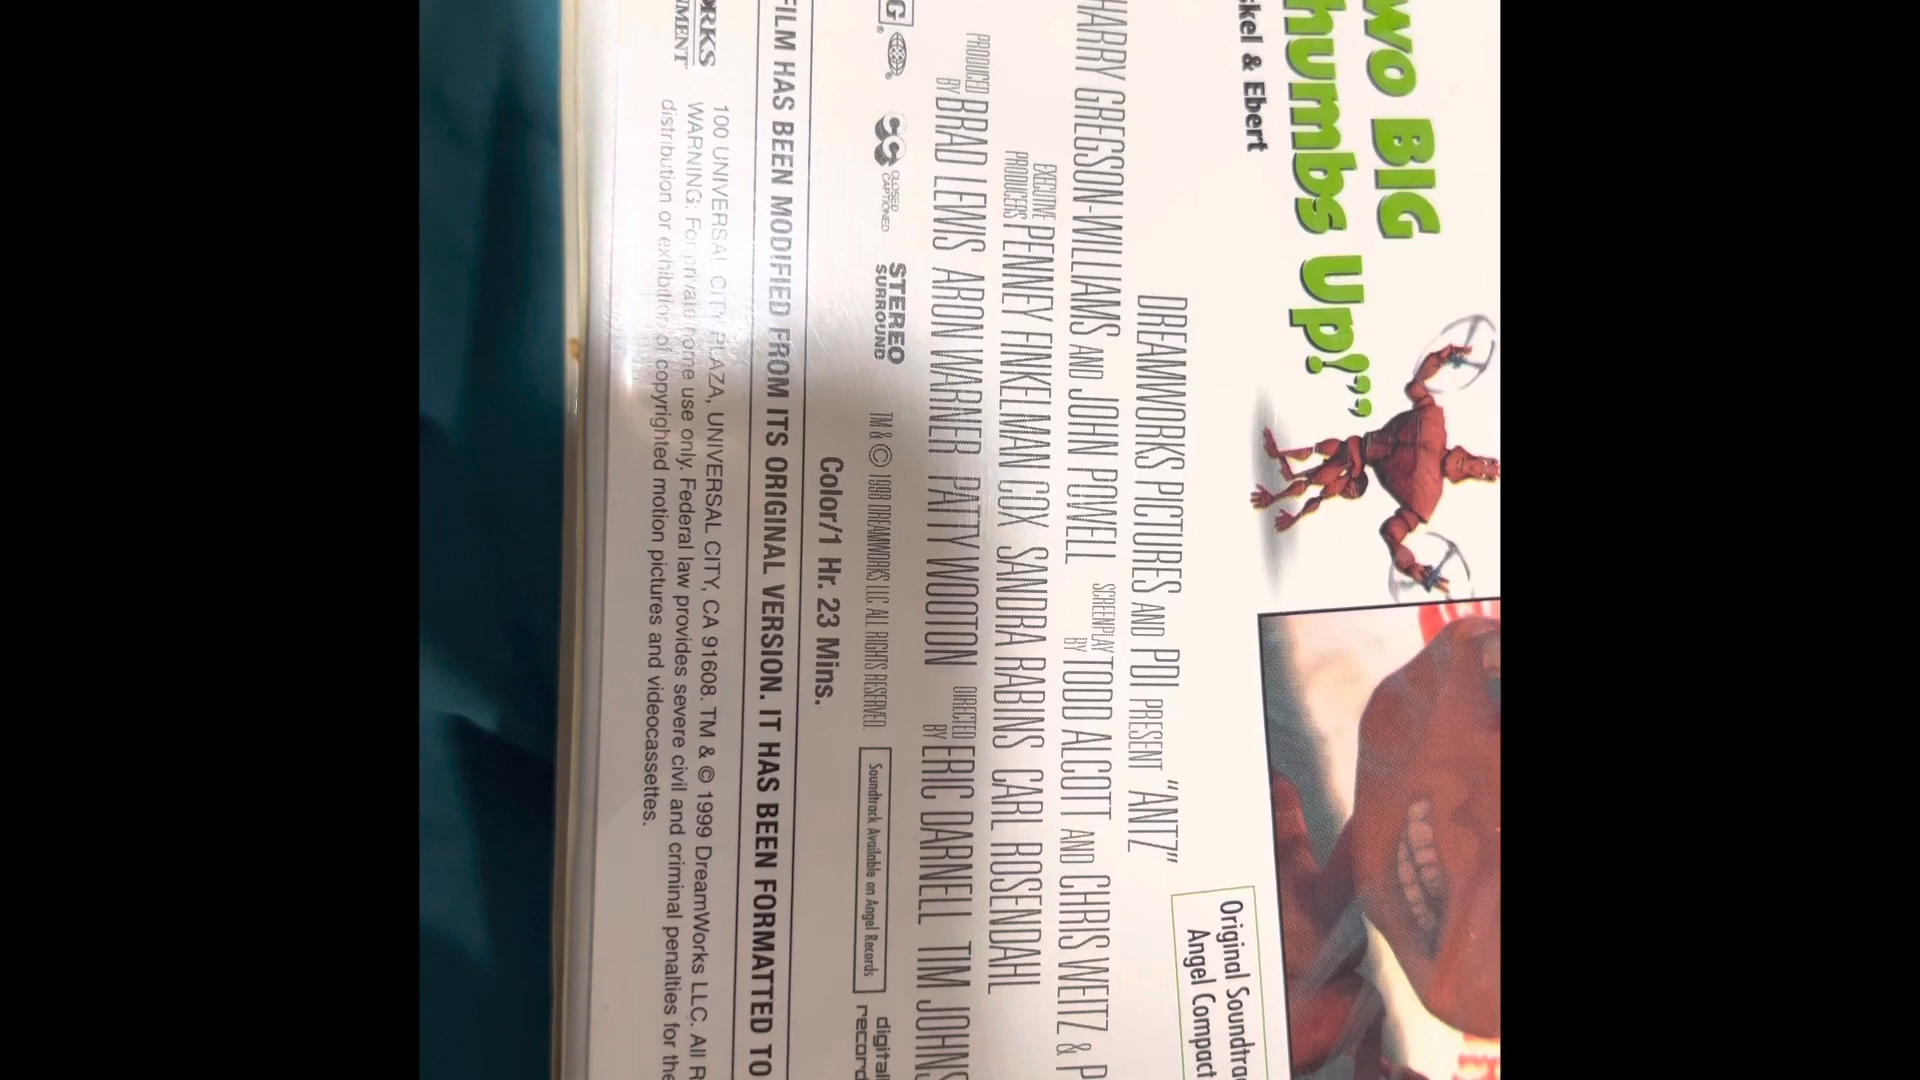 WO BIG
humbs Up!”
skel & Ebert
Original Soundtra
Angel Compact
DREAMWORKS PICTURES AND PDI PRESENT "ANTZ"
HARRY GREGSON-WILLIAMS AND JOHN POWELL SCREENPLAY BY TODD ALCOTT AND CHRIS WEITZ & P
EXECUTIVE PRODUCERS PENNEY FINKELMAN COX SANDRA RABINS CARL ROSENDAHL
PRODUCED BY BRAD LEWIS ARON WARNER PATTY WOOTON DIRECTED BY ERIC DARNELL TIM JOHNS
G® CLOSED CAPTIONED STEREO SURROUND TM & © 1998 DREAMWORKS LLC. ALL RIGHTS RESERVED. Soundtrack Available on Angel Records digital record
Color/1 Hr. 23 Mins.
FILM HAS BEEN MODIFIED FROM ITS ORIGINAL VERSION. IT HAS BEEN FORMATTED TO
ORKS
NMENT
100 UNIVERSAL CITY PLAZA, UNIVERSAL CITY, CA 91608. TM & © 1999 DreamWorks LLC. All R
WARNING: For private home use only. Federal law provides severe civil and criminal penalties for the
distribution or exhibition of copyrighted motion pictures and videocassettes.